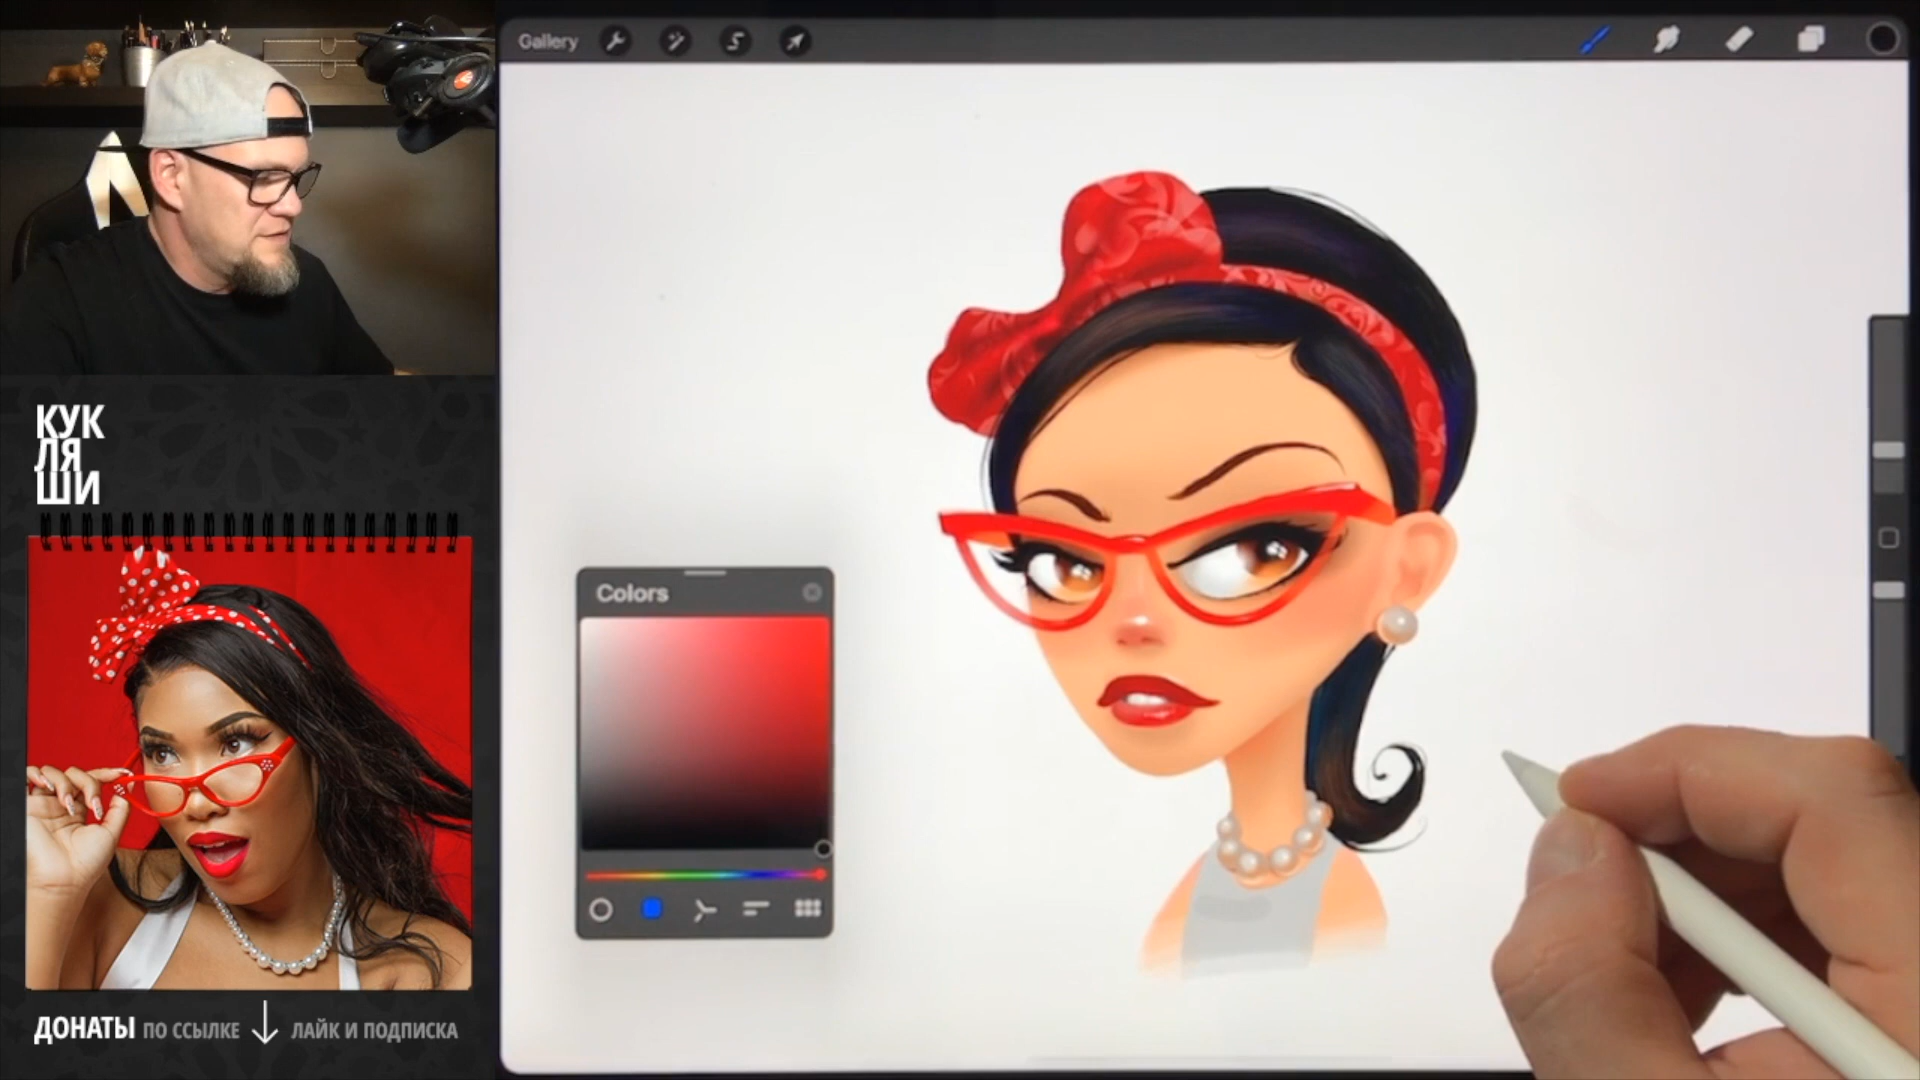 Gallery
КУК
ЛЯ
ШИ
Colors
ДОНАТЫ ПО ССЫЛКЕ ЛАЙК И ПОДПИСКА